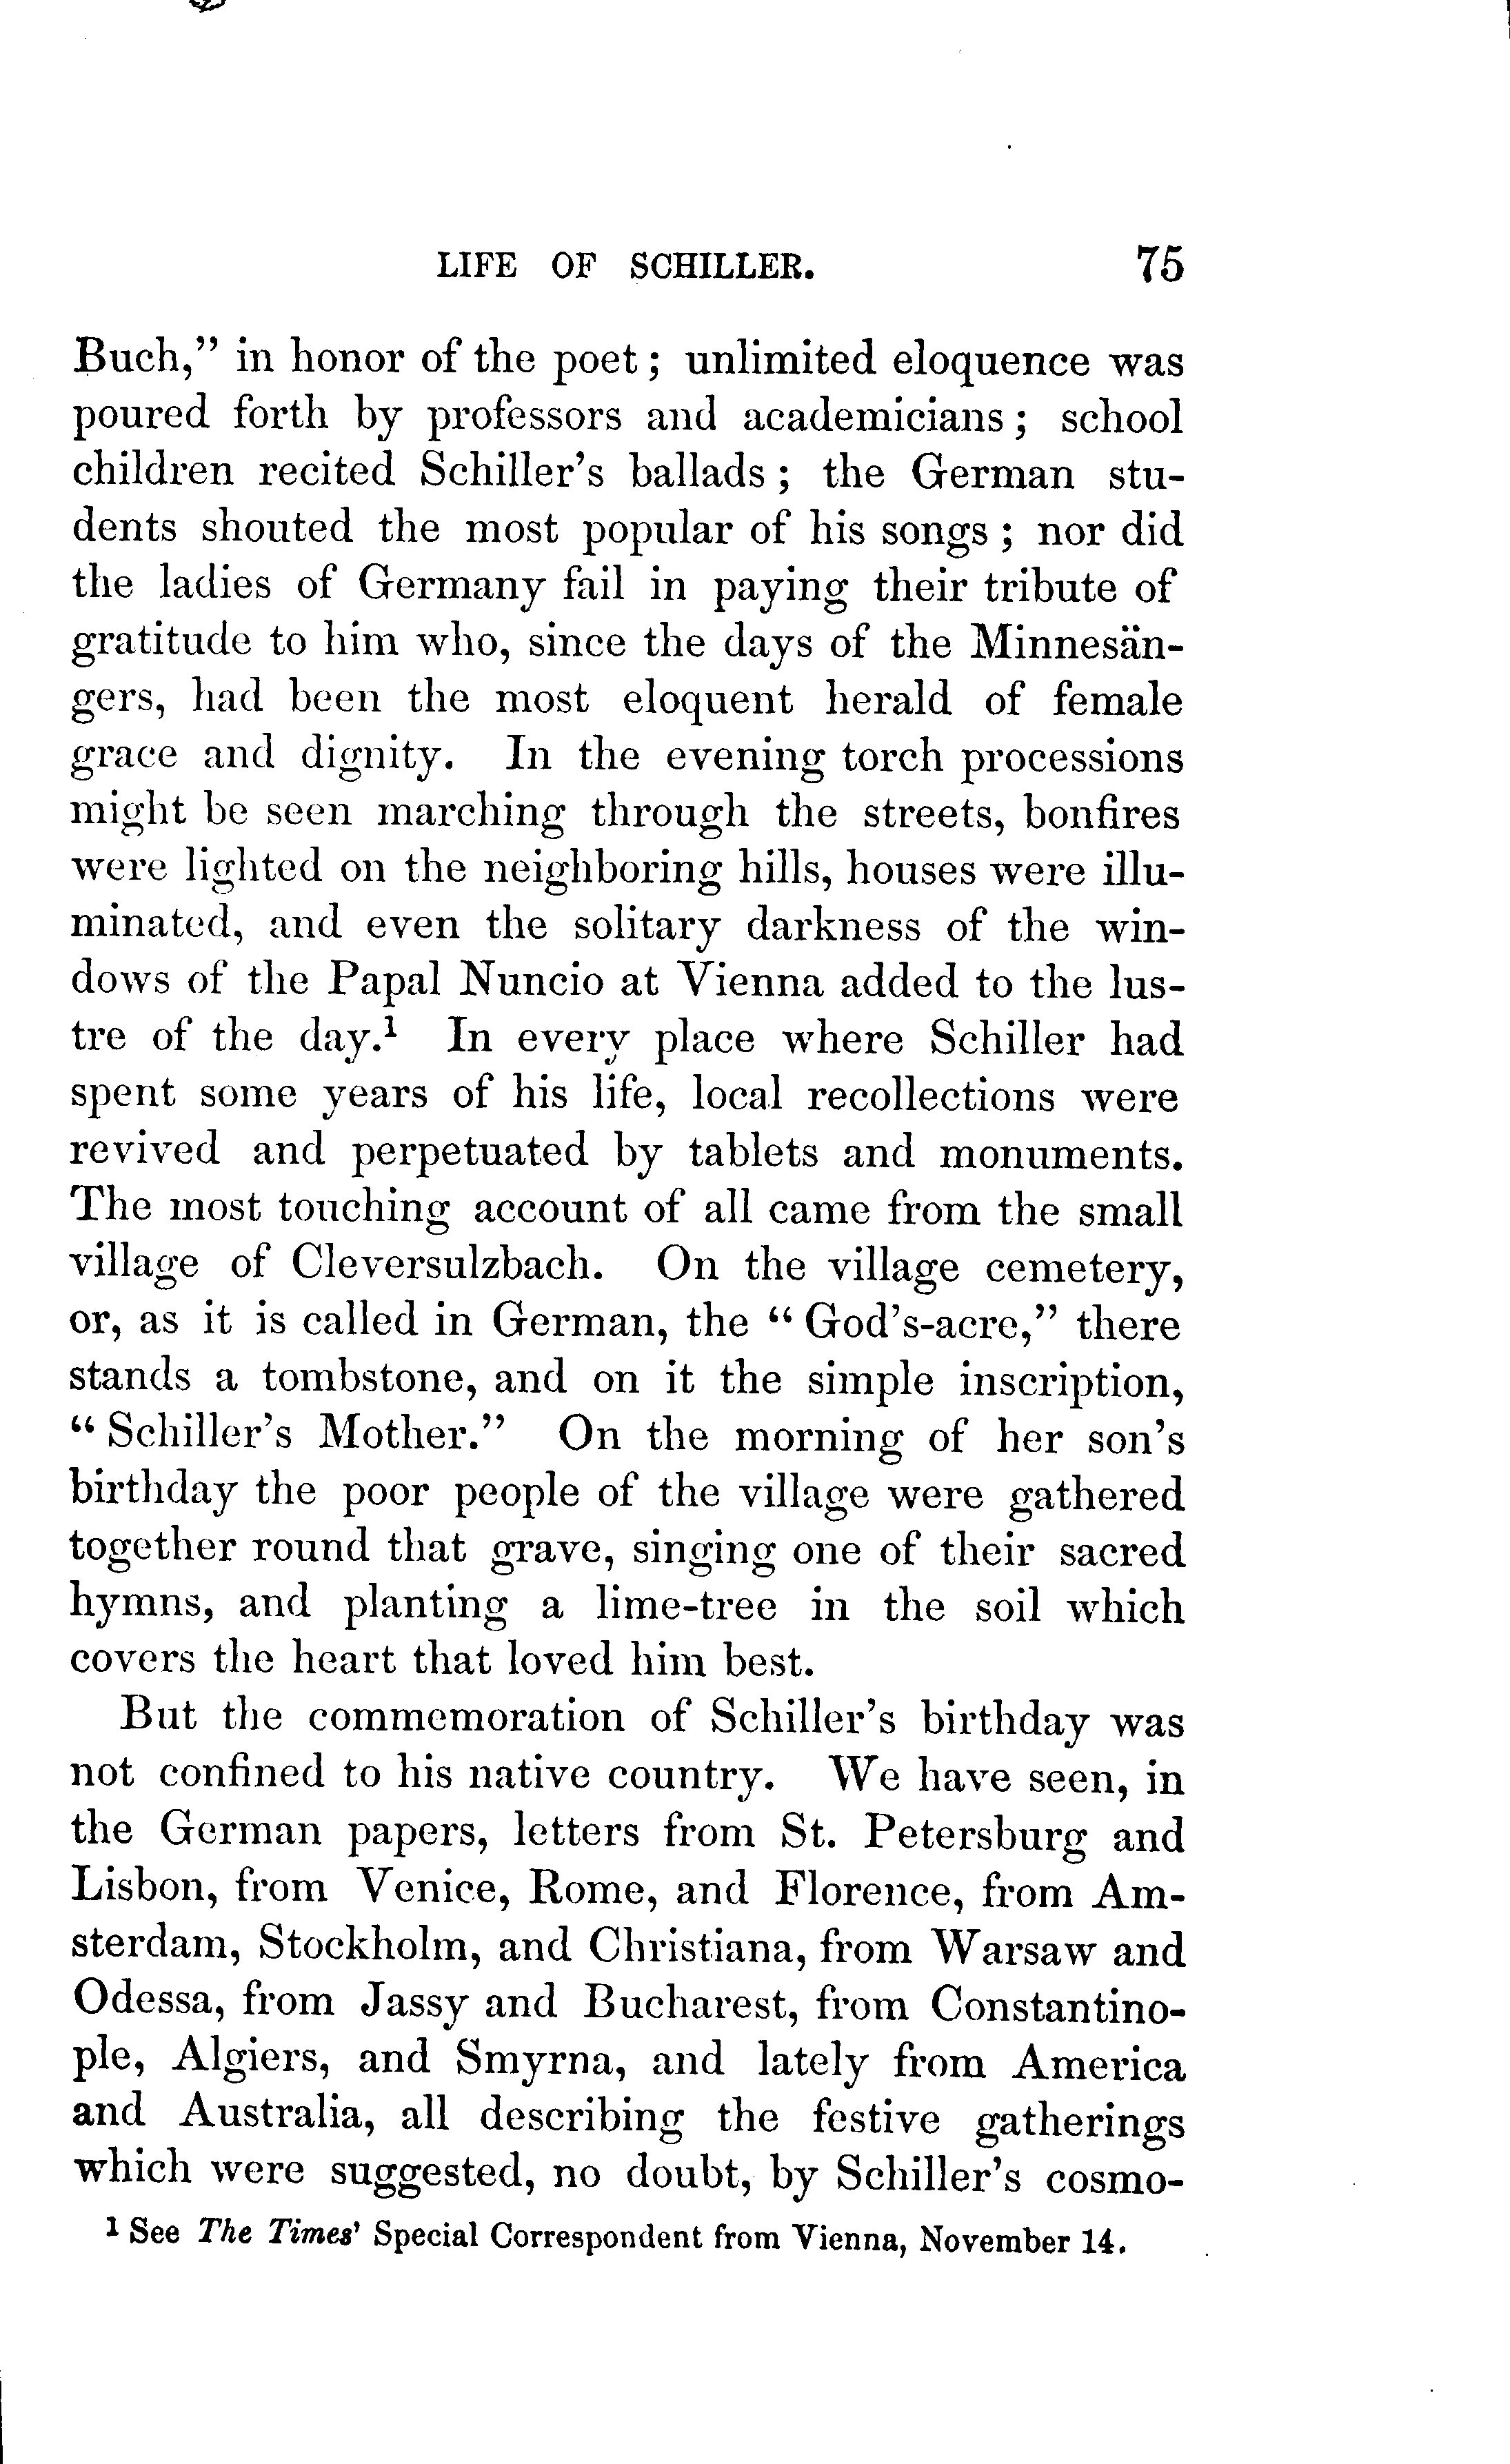 LIFE OF SCHILLER. 75
Buch,” in honor of the poet; unlimited eloquence was
poured forth by professors and academicians; school
children recited Schiller’s ballads; the German stu-
dents shouted the most popular of his songs; nor did
the ladies of Germany fail in paying their tribute of
gratitude to him who, since the days of the Minnesän-
gers, had been the most eloquent herald of female
grace and dignity. In the evening torch processions
might be seen marching through the streets, bonfires
were lighted on the neighboring hills, houses were illu-
minated, and even the solitary darkness of the win-
dows of the Papal Nuncio at Vienna added to the lus-
tre of the day.¹ In every place where Schiller had
spent some years of his life, local recollections were
revived and perpetuated by tablets and monuments.
The most touching account of all came from the small
village of Cleversulzbach. On the village cemetery,
or, as it is called in German, the “God’s-acre,” there
stands a tombstone, and on it the simple inscription,
“Schiller’s Mother.” On the morning of her son’s
birthday the poor people of the village were gathered
together round that grave, singing one of their sacred
hymns, and planting a lime-tree in the soil which
covers the heart that loved him best.
But the commemoration of Schiller’s birthday was
not confined to his native country. We have seen, in
the German papers, letters from St. Petersburg and
Lisbon, from Venice, Rome, and Florence, from Am-
sterdam, Stockholm, and Christiana, from Warsaw and
Odessa, from Jassy and Bucharest, from Constantino-
ple, Algiers, and Smyrna, and lately from America
and Australia, all describing the festive gatherings
which were suggested, no doubt, by Schiller’s cosmo-
¹ See The Times’ Special Correspondent from Vienna, November 14.